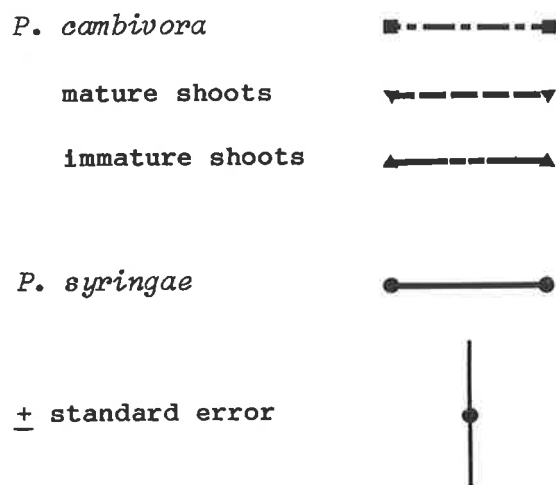 P. cambivora
mature shoots
immature shoots
P. syringae
± standard error